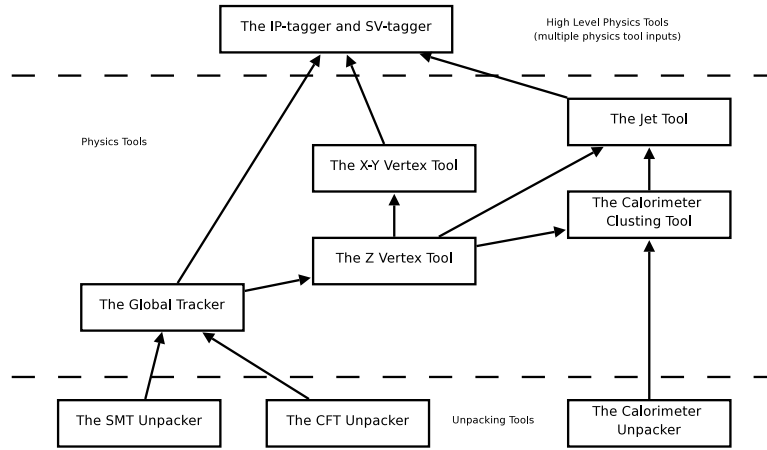 The IP-tagger and SV-tagger
High Level Physics Tools
(multiple physics tool inputs)
Physics Tools
The Jet Tool
The X-Y Vertex Tool
The Calorimeter
Clusting Tool
The Z Vertex Tool
The Global Tracker
The SMT Unpacker
The CFT Unpacker
Unpacking Tools
The Calorimeter
Unpacker